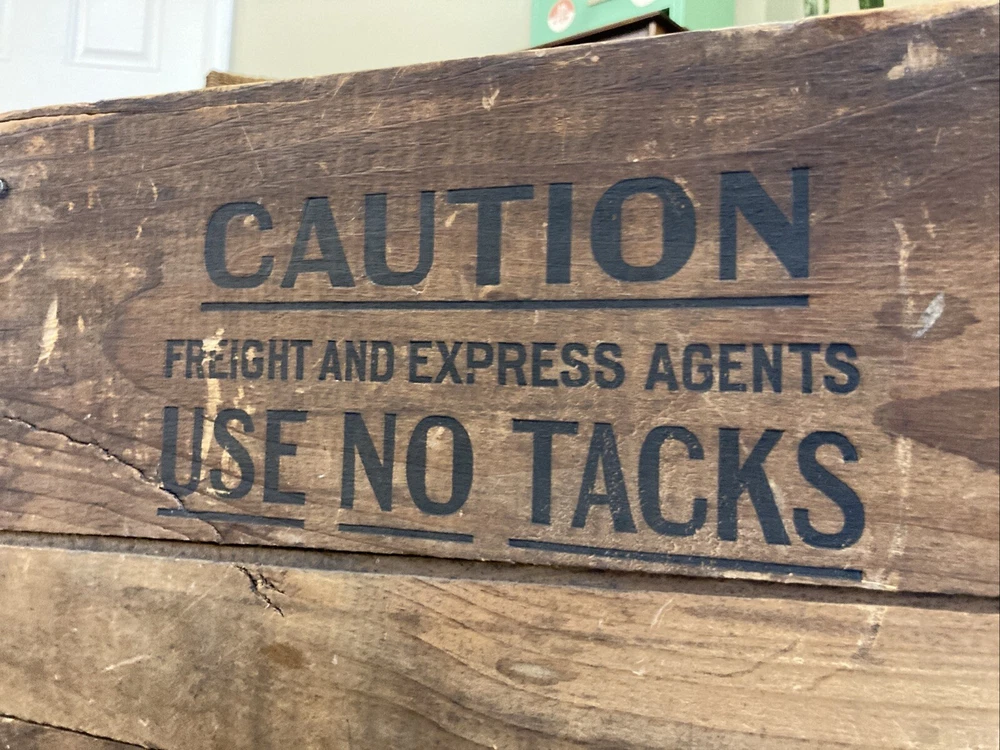 CAUTION
FREIGHT AND EXPRESS AGENTS
USE NO TACKS